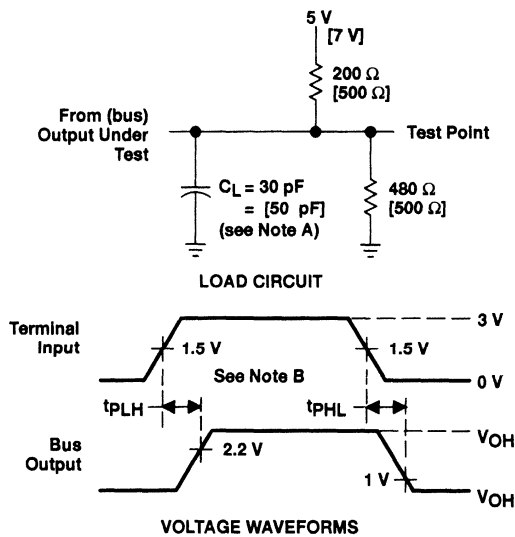 5 V
[7 V]
200 Ω
[500 Ω]
From (bus)
Output Under
Test
Test Point
CL = 30 pF
= [50 pF]
(see Note A)
480 Ω
[500 Ω]
LOAD CIRCUIT
Terminal
Input
1.5 V
1.5 V
3 V
0 V
See Note B
tPLH
tPHL
Bus
Output
2.2 V
1 V
VOH
VOH
VOLTAGE WAVEFORMS